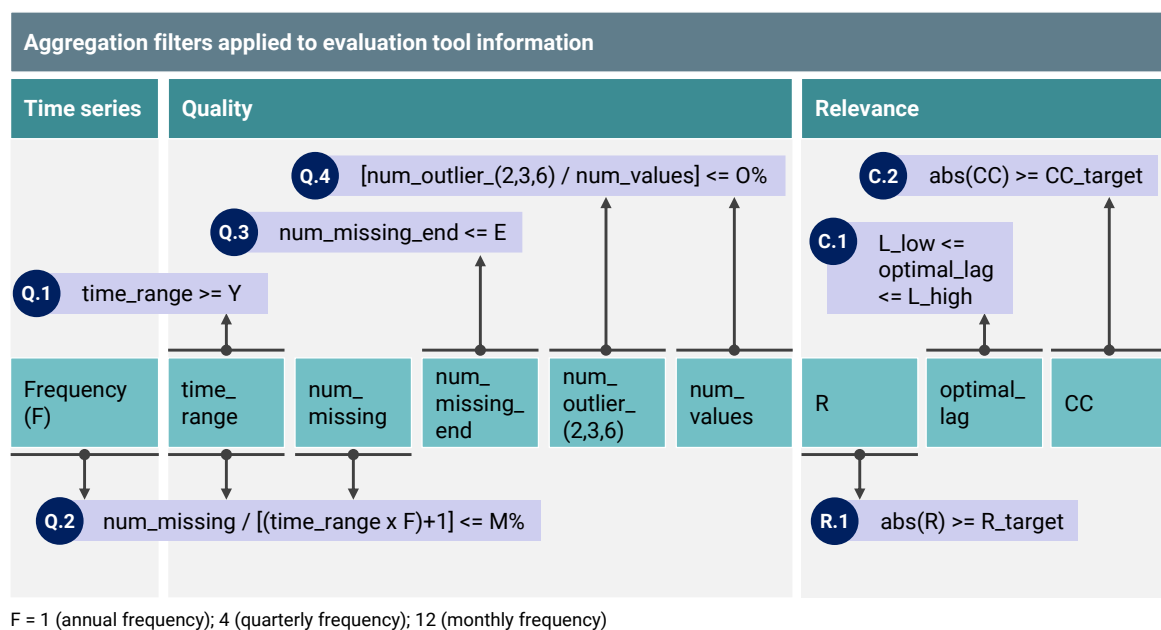 Aggregation filters applied to evaluation tool information
Time series
Quality
Relevance
Q.4 [num_outlier_(2,3,6) / num_values] <= O%
C.2 abs(CC) >= CC_target
Q.3 num_missing_end <= E
C.1 L_low <=
optimal_lag
<= L_high
Q.1 time_range >= Y
Frequency
(F)
time_
range
num_
missing
num_
missing_
end
num_
outlier_
(2,3,6)
num_
values
R
optimal_
lag
CC
Q.2 num_missing / [(time_range x F)+1] <= M%
R.1 abs(R) >= R_target
F = 1 (annual frequency); 4 (quarterly frequency); 12 (monthly frequency)